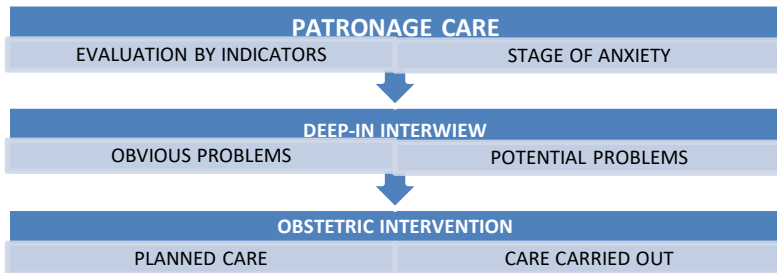 PATRONAGE CARE
EVALUATION BY INDICATORS STAGE OF ANXIETY
DEEP-IN INTERWIEW
OBVIOUS PROBLEMS POTENTIAL PROBLEMS
OBSTETRIC INTERVENTION
PLANNED CARE CARE CARRIED OUT